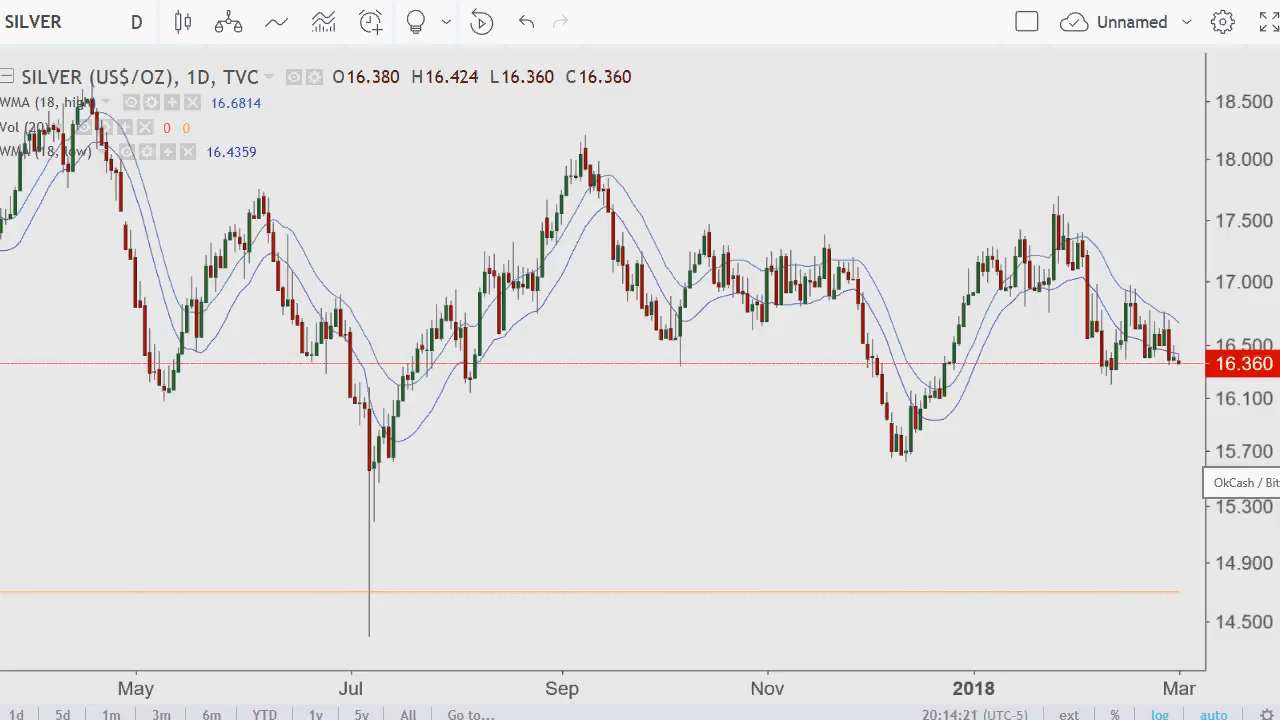 SILVER D Unnamed
SILVER (US$/OZ), 1D, TVC O16.380 H16.424 L16.360 C16.360
WMA (18, high) 16.6814
Vol (20) 0 0
WMA (18, low) 16.4359
18.500
18.000
17.500
17.000
16.500
16.360
16.100
15.700
OkCash / Bit
15.300
14.900
14.500
May Jul Sep Nov 2018 Mar
1d 5d 1m 3m 6m YTD 1y 5y All Go to... 20:14:21 (UTC-5) ext % log auto